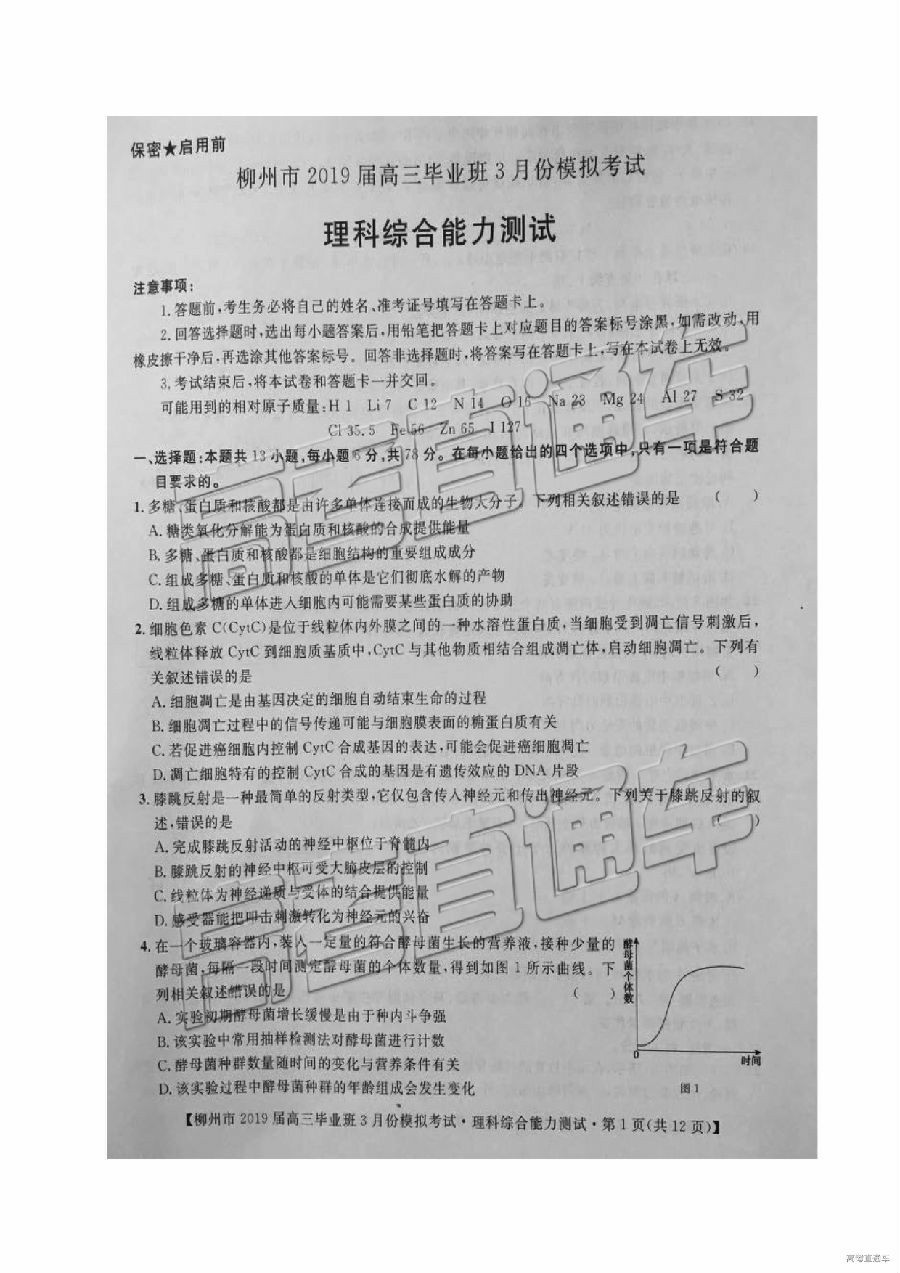 保密★启用前
柳州市 2019 届高三毕业班 3 月份模拟考试
理科综合能力测试
注意事项:
1.答题前,考生务必将自己的姓名、准考证号填写在答题卡上。
2.回答选择题时,选出每小题答案后,用铅笔把答题卡上对应题目的答案标号涂黑,如需改动,用
橡皮擦干净后,再选涂其他答案标号。回答非选择题时,将答案写在答题卡上,写在本试卷上无效。
3.考试结束后,将本试卷和答题卡一并交回。
可能用到的相对原子质量:H 1 Li 7 C 12 N 14 O 16 Na 23 Mg 24 Al 27 S 32
Cl 35.5 Fe 56 Zn 65 I 127
一、选择题:本题共 13 小题,每小题 6 分,共 78 分。在每小题给出的四个选项中,只有一项是符合题
目要求的。
1.多糖、蛋白质和核酸都是由许多单体连接而成的生物大分子。下列相关叙述错误的是 ( )
A.糖类氧化分解能为蛋白质和核酸的合成提供能量
B.多糖、蛋白质和核酸都是细胞结构的重要组成成分
C.组成多糖、蛋白质和核酸的单体是它们彻底水解的产物
D.组成多糖的单体进入细胞内可能需要某些蛋白质的协助
2.细胞色素 C(CytC)是位于线粒体内外膜之间的一种水溶性蛋白质,当细胞受到凋亡信号刺激后,
线粒体释放 CytC 到细胞质基质中,CytC 与其他物质相结合组成凋亡体,启动细胞凋亡。下列有
关叙述错误的是 ( )
A.细胞凋亡是由基因决定的细胞自动结束生命的过程
B.细胞凋亡过程中的信号传递可能与细胞膜表面的糖蛋白质有关
C.若促进癌细胞内控制 CytC 合成基因的表达,可能会促进癌细胞凋亡
D.凋亡细胞特有的控制 CytC 合成的基因是有遗传效应的 DNA 片段
3.膝跳反射是一种最简单的反射类型,它仅包含传入神经元和传出神经元。下列关于膝跳反射的叙
述,错误的是 ( )
A.完成膝跳反射活动的神经中枢位于脊髓内
B.膝跳反射的神经中枢可受大脑皮层的控制
C.线粒体为神经递质与受体的结合提供能量
D.感受器能把叩击刺激转化为神经元的兴奋
4.在一个玻璃容器内,装入一定量的符合酵母菌生长的营养液,接种少量的
酵母菌,每隔一段时间测定酵母菌的个体数量,得到如图 1 所示曲线。下
列相关叙述错误的是 ( )
A.实验初期酵母菌增长缓慢是由于种内斗争强
B.该实验中常用抽样检测法对酵母菌进行计数
C.酵母菌种群数量随时间的变化与营养条件有关
D.该实验过程中酵母菌种群的年龄组成会发生变化
酵母菌个体数
0
时间
图 1
【柳州市 2019 届高三毕业班 3 月份模拟考试·理科综合能力测试·第 1 页(共 12 页)】
高考直通车
高考直通车
高考直通车